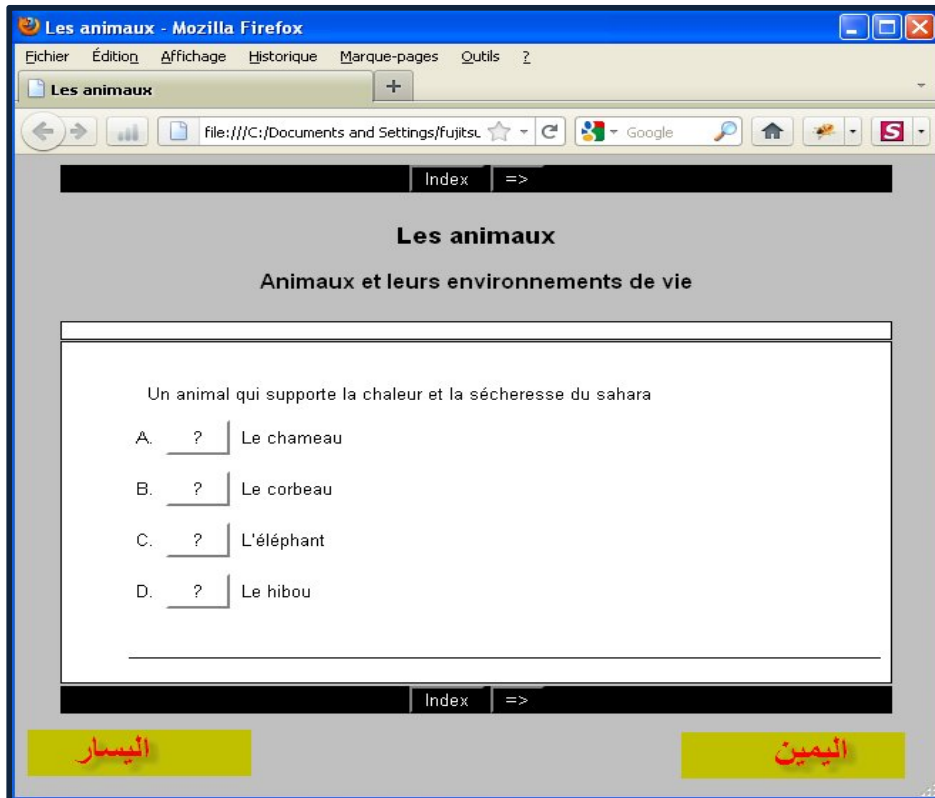 Les animaux - Mozilla Firefox
Fichier Édition Affichage Historique Marque-pages Outils ?
Les animaux +
file:///C:/Documents and Settings/fujitsu Google
Index =>
Les animaux
Animaux et leurs environnements de vie
Un animal qui supporte la chaleur et la sécheresse du sahara
A. ? Le chameau
B. ? Le corbeau
C. ? L'éléphant
D. ? Le hibou
Index =>
اليسار اليمين